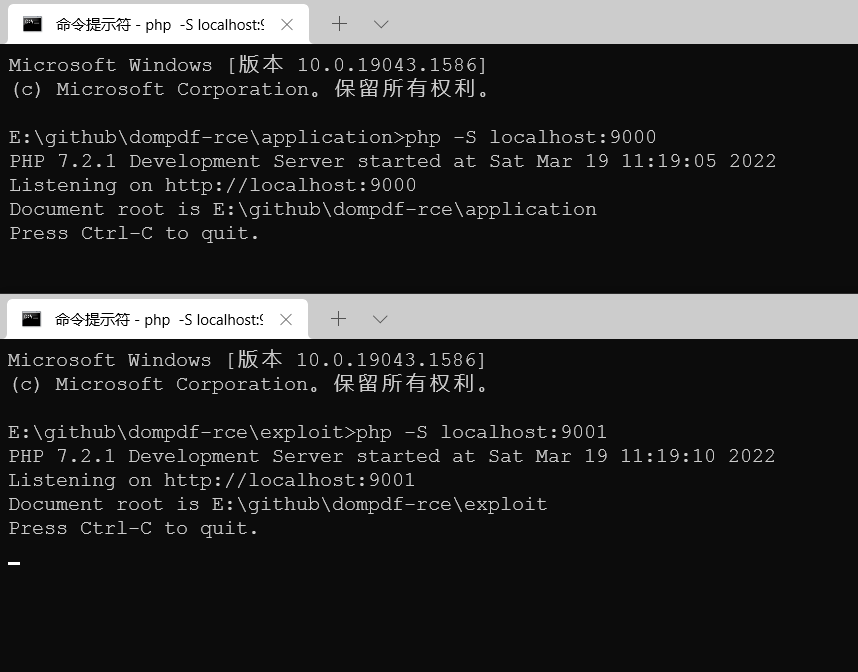 命令提示符 - php -S localhost:9
Microsoft Windows [版本 10.0.19043.1586]
(c) Microsoft Corporation。保留所有权利。
E:\github\dompdf-rce\application>php -S localhost:9000
PHP 7.2.1 Development Server started at Sat Mar 19 11:19:05 2022
Listening on http://localhost:9000
Document root is E:\github\dompdf-rce\application
Press Ctrl-C to quit.
命令提示符 - php -S localhost:9
Microsoft Windows [版本 10.0.19043.1586]
(c) Microsoft Corporation。保留所有权利。
E:\github\dompdf-rce\exploit>php -S localhost:9001
PHP 7.2.1 Development Server started at Sat Mar 19 11:19:10 2022
Listening on http://localhost:9001
Document root is E:\github\dompdf-rce\exploit
Press Ctrl-C to quit.